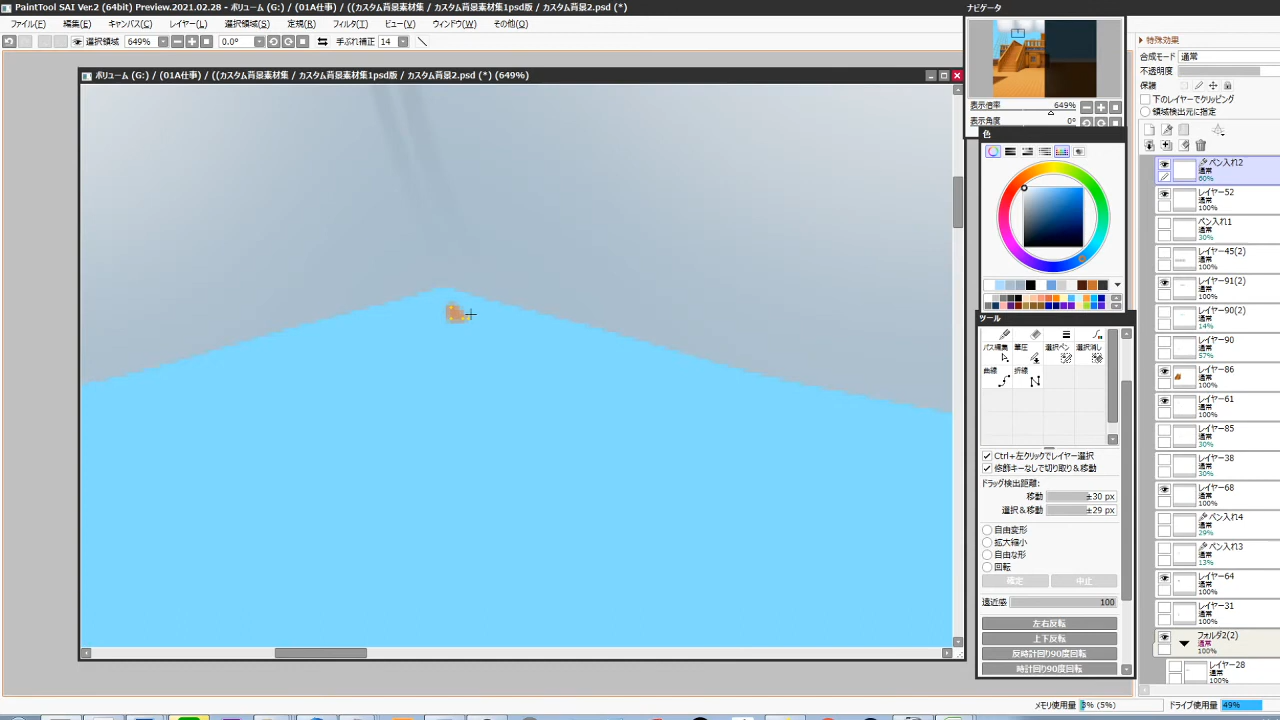 PaintTool SAI Ver.2 (64bit) Preview.2021.02.28 - ボリューム (G:) / (01A仕事) / ((カスタム背景素材集 / カスタム背景素材集1psd版 / カスタム背景2.psd (*)
ファイル(F) 編集(E) キャンバス(C) レイヤー(L) 選択領域(S) 定規(R) フィルタ(T) ビュー(V) ウィンドウ(W) その他(O)
選択領域 649% 0.0° 手ぶれ補正 14
ボリューム (G:) / (01A仕事) / ((カスタム背景素材集 / カスタム背景素材集1psd版 / カスタム背景2.psd (*) (649%)
ナビゲータ
表示倍率 649%
表示角度 0°
色
ツール
パス編集 筆圧 選択ペン 選択消し
曲線 折線
Ctrl+左クリックでレイヤー選択
修飾キーなしで切り取り&移動
ドラッグ検出距離:
移動 ±30 px
選択&移動 ±29 px
自由変形
拡大縮小
自由な形
回転
確定 中止
遠近感 100
左右反転
上下反転
反時計回り90度回転
時計回り90度回転
特殊効果
合成モード 通常
不透明度
保護
下のレイヤーでクリッピング
領域検出元に指定
ペン入れ2
通常
60%
レイヤー52
通常
100%
ペン入れ1
通常
30%
レイヤー45(2)
通常
100%
レイヤー91(2)
通常
100%
レイヤー90(2)
通常
14%
レイヤー90
通常
57%
レイヤー86
通常
100%
レイヤー61
通常
100%
レイヤー85
通常
30%
レイヤー38
通常
30%
レイヤー68
通常
100%
ペン入れ4
通常
29%
ペン入れ3
通常
13%
レイヤー64
通常
100%
レイヤー31
通常
100%
フォルダ2(2)
通常
100%
レイヤー28
通常
100%
メモリ使用量 3% (5%) ドライブ使用量 49%